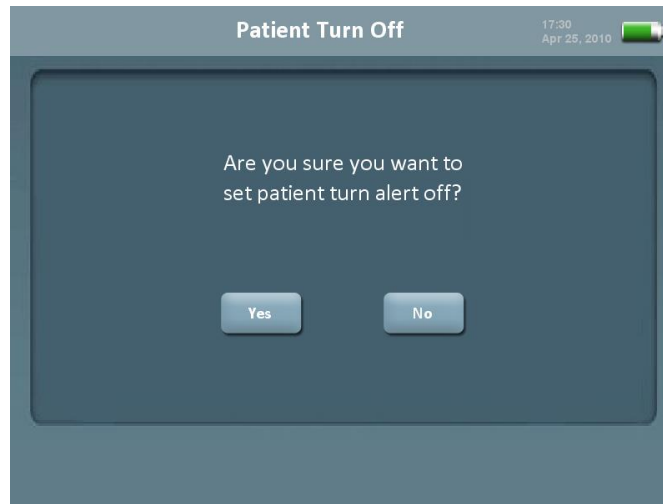 Patient Turn Off
17:30
Apr 25, 2010
Are you sure you want to
set patient turn alert off?
Yes
No